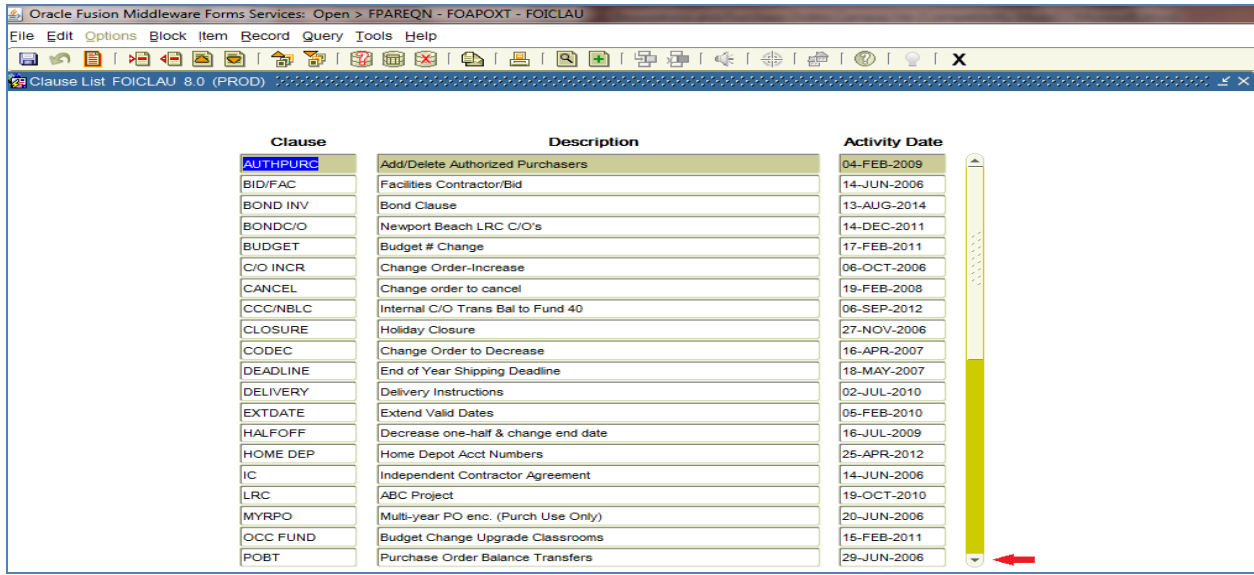 Oracle Fusion Middleware Forms Services: Open > FPAREQN - FOAPOXT - FOICLAU
File Edit Options Block Item Record Query Tools Help
Clause List FOICLAU 8.0 (PROD)
Clause Description Activity Date
AUTHPURC Add/Delete Authorized Purchasers 04-FEB-2009
BID/FAC Facilities Contractor/Bid 14-JUN-2006
BOND INV Bond Clause 13-AUG-2014
BONDC/O Newport Beach LRC C/O's 14-DEC-2011
BUDGET Budget # Change 17-FEB-2011
C/O INCR Change Order-Increase 06-OCT-2006
CANCEL Change order to cancel 19-FEB-2008
CCC/NBLC Internal C/O Trans Bal to Fund 40 06-SEP-2012
CLOSURE Holiday Closure 27-NOV-2006
CODEC Change Order to Decrease 16-APR-2007
DEADLINE End of Year Shipping Deadline 18-MAY-2007
DELIVERY Delivery Instructions 02-JUL-2010
EXTDATE Extend Valid Dates 05-FEB-2010
HALFOFF Decrease one-half & change end date 16-JUL-2009
HOME DEP Home Depot Acct Numbers 25-APR-2012
IC Independent Contractor Agreement 14-JUN-2006
LRC ABC Project 19-OCT-2010
MYRPO Multi-year PO enc. (Purch Use Only) 20-JUN-2006
OCC FUND Budget Change Upgrade Classrooms 15-FEB-2011
POBT Purchase Order Balance Transfers 29-JUN-2006